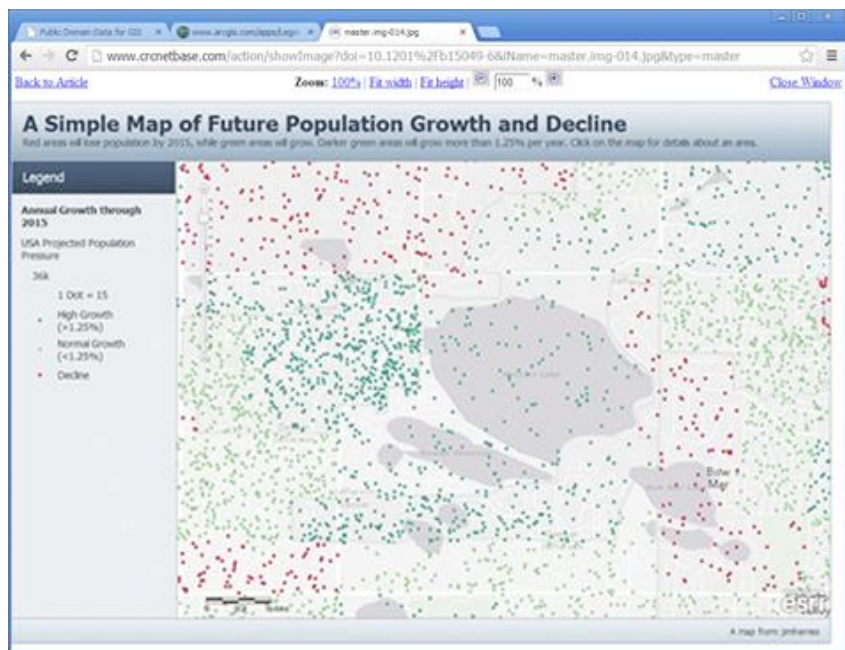 Public Domain Data for GIS
www.arcgis.com/apps/Legn
master.img-014.jpg
www.crcnetbase.com/action/showImage?doi=10.1201%2Fb15049-6&iName=master.img-014.jpg&type=master
Back to Article
Zoom: 100% | Fit width | Fit height | 100 %
Close Window
A Simple Map of Future Population Growth and Decline
Red areas will lose population by 2015, while green areas will grow. Darker green areas will grow more than 1.25% per year. Click on the map for details about an area.
Legend
Annual Growth through
2015
USA Projected Population
Pressure
36k
1 Dot = 15
High Growth
(>1.25%)
Normal Growth
(<1.25%)
Decline
Bow
Mar
esri
A map from jimherries